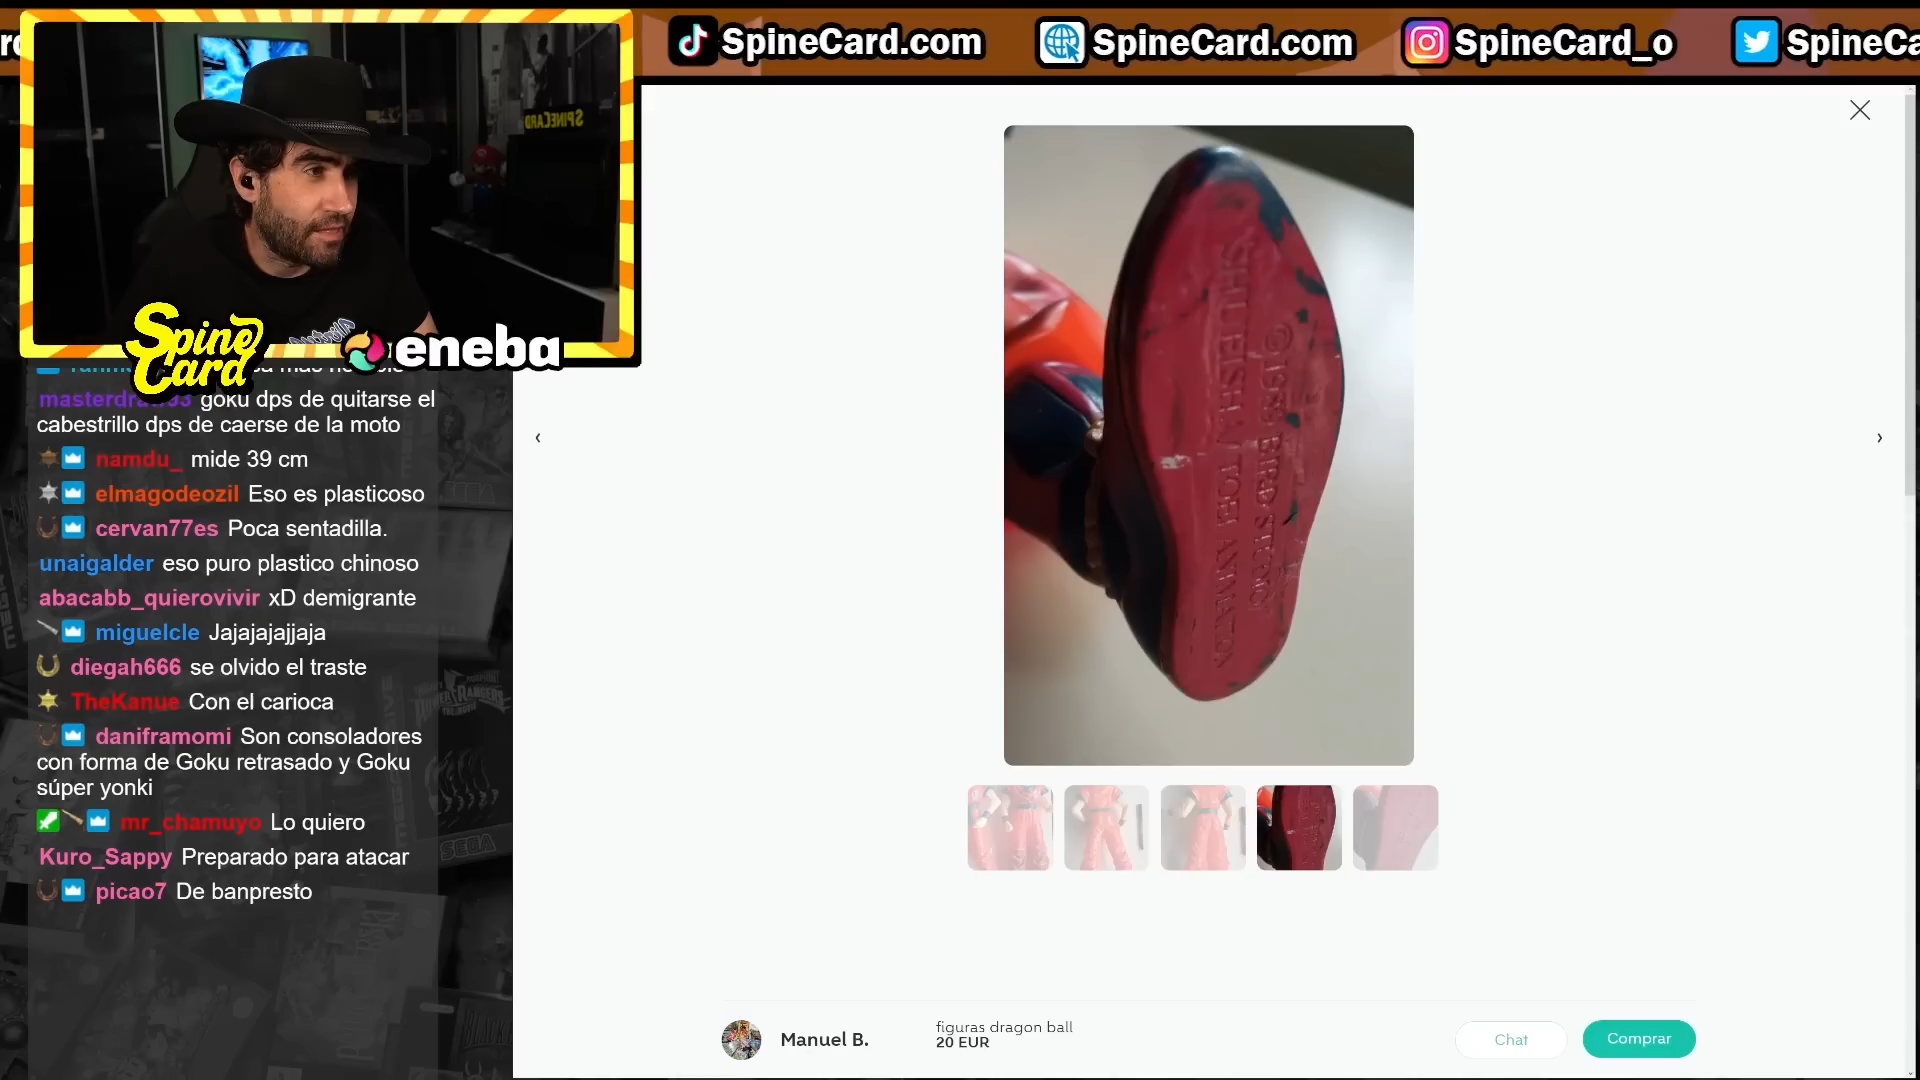 SpineCard.com
SpineCard.com
SpineCard_o
SpineCa
SPINECARD
Spine
Card
eneba
goku dps de quitarse el
cabestrillo dps de caerse de la moto
namdu_ mide 39 cm
elmagodeozil Eso es plasticoso
cervan77es Poca sentadilla.
unaigalder eso puro plastico chinoso
abacabb_quierovivir xD demigrante
miguelcle Jajajajajjaja
diegah666 se olvido el traste
TheKanue Con el carioca
daniframomi Son consoladores
con forma de Goku retrasado y Goku
súper yonki
mr_chamuyo Lo quiero
Kuro_Sappy Preparado para atacar
picao7 De banpresto
SHUEISHA / TOEI ANIMATION
BIRD STUDIO
SEGA
Manuel B.
figuras dragon ball
20 EUR
Chat
Comprar